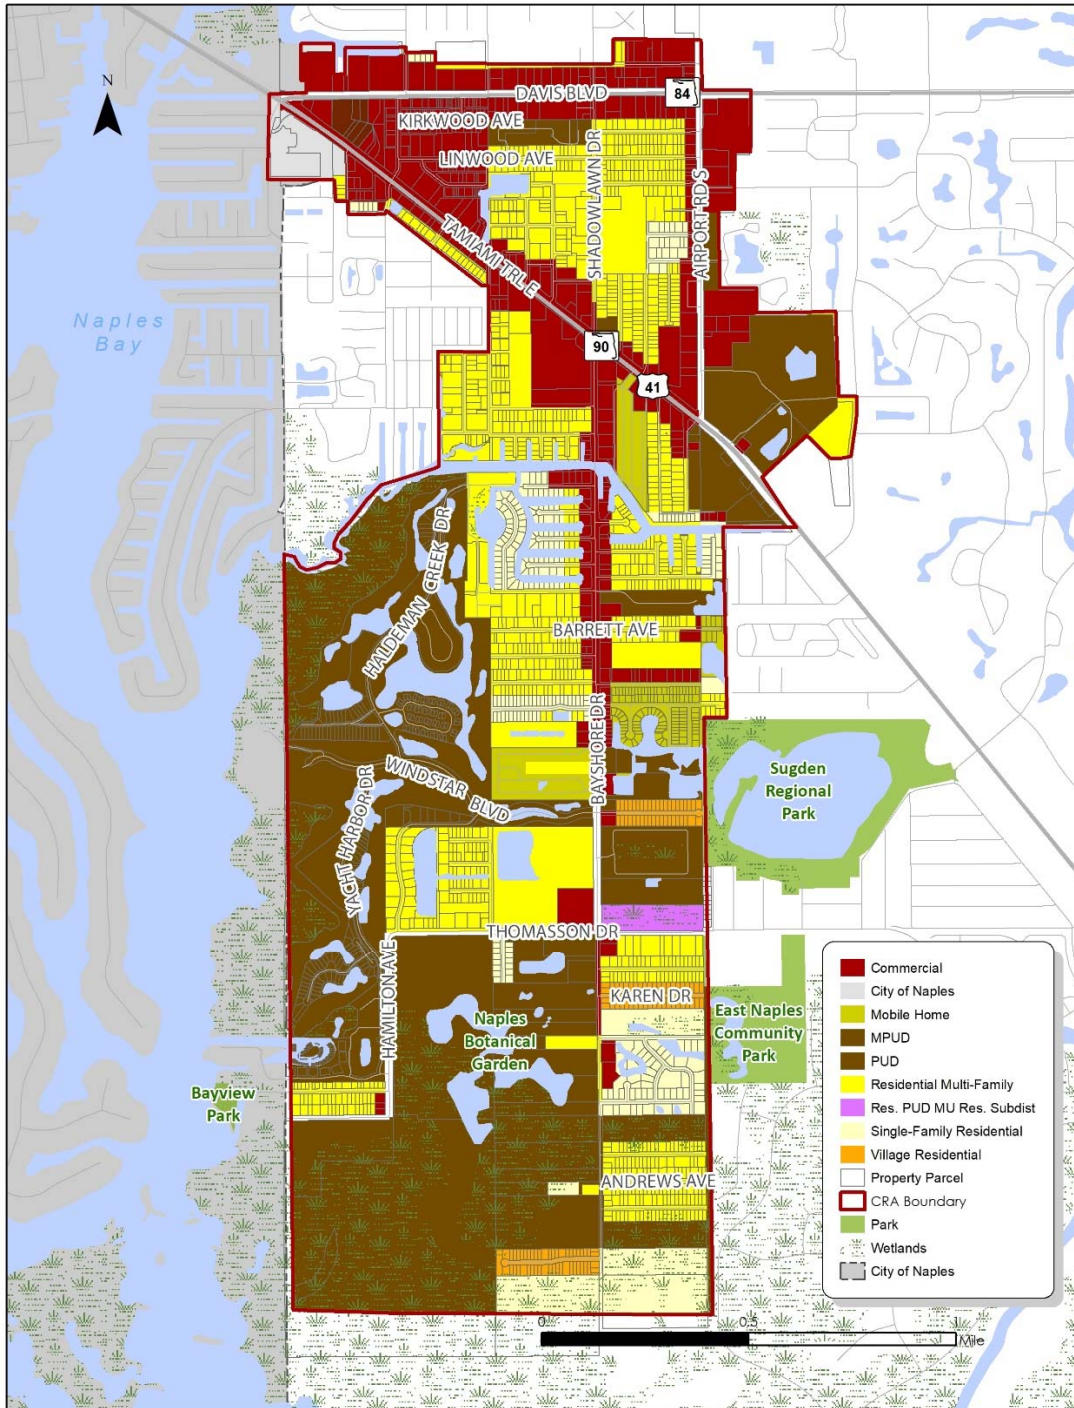 N
DAVIS BLVD
84
KIRKWOOD AVE
LINWOOD AVE
SHADOWLAWN DR
AIRPORT RD S
TAMIAMI TRL E
Naples
Bay
90
41
HALDEMAN CREEK DR
BARRETT AVE
BAYSHORE DR
WINDSTAR BLVD
YACHT HARBOR DR
Sugden
Regional
Park
THOMASSON DR
HAMILTON AVE
KAREN DR
Naples
Botanical
Garden
East Naples
Community
Park
Bayview
Park
ANDREWS AVE
Commercial
City of Naples
Mobile Home
MPUD
PUD
Residential Multi-Family
Res. PUD MU Res. Subdist
Single-Family Residential
Village Residential
Property Parcel
CRA Boundary
Park
Wetlands
City of Naples
0 0.5 1
Mile